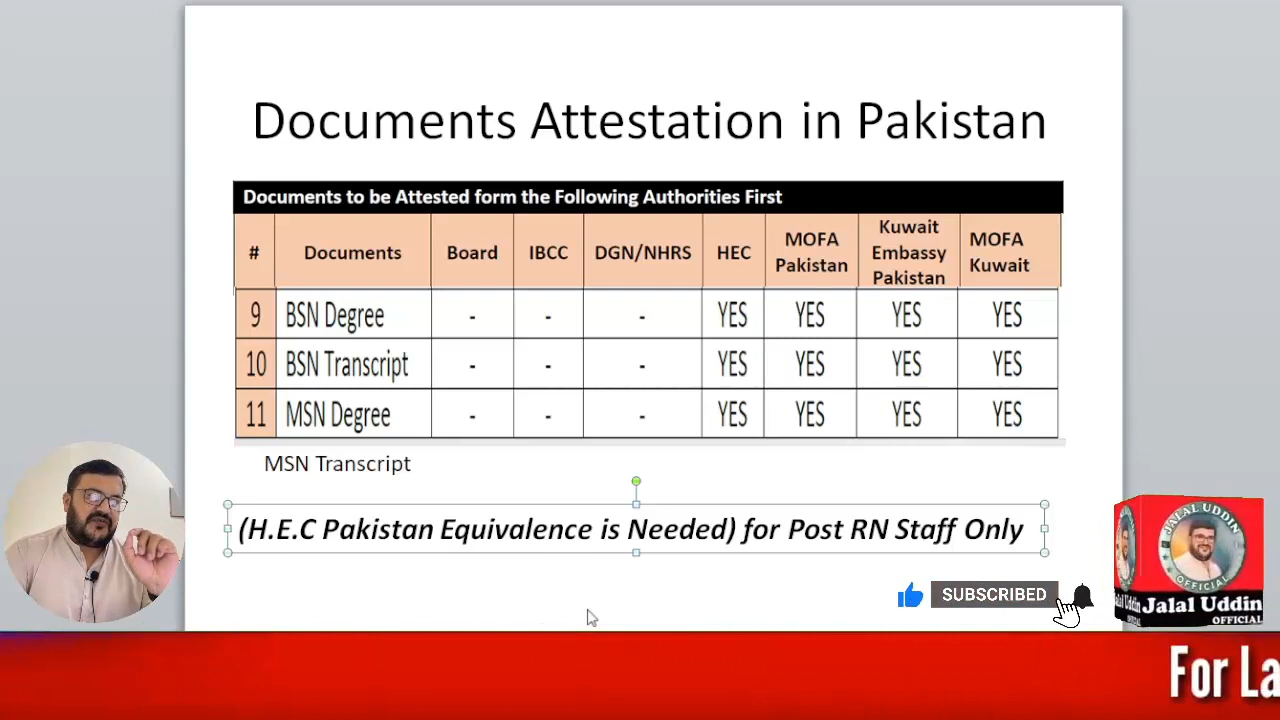 Documents Attestation in Pakistan
Documents to be Attested form the Following Authorities First
# Documents Board IBCC DGN/NHRS HEC MOFA Pakistan Kuwait Embassy Pakistan MOFA Kuwait
9 BSN Degree - - - YES YES YES YES
10 BSN Transcript - - - YES YES YES YES
11 MSN Degree - - - YES YES YES YES
MSN Transcript
(H.E.C Pakistan Equivalence is Needed) for Post RN Staff Only
SUBSCRIBED
JALAL UDDIN
OFFICIAL
Jalal Uddin
OFFICIAL
For La